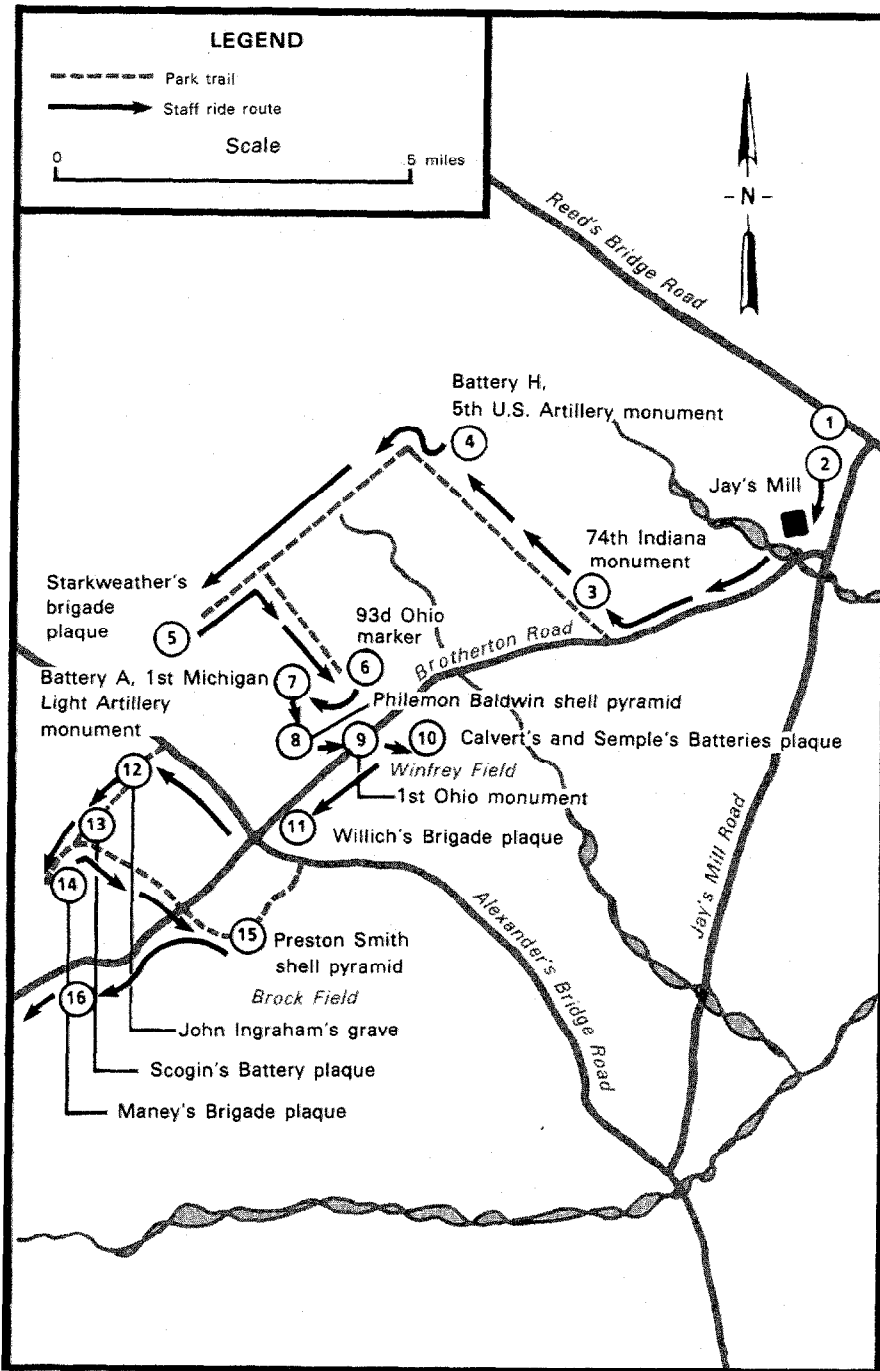 LEGEND
Park trail
Staff ride route
Scale
0 5 miles
- N -
Reed's Bridge Road
Battery H,
5th U.S. Artillery monument
4
1
2
Jay's Mill
74th Indiana
monument
3
Starkweather's
brigade
plaque
5
93d Ohio
marker
6
Brotherton Road
Battery A, 1st Michigan
Light Artillery
monument
7
Philemon Baldwin shell pyramid
8
9
10
Calvert's and Semple's Batteries plaque
Winfrey Field
1st Ohio monument
11
Willich's Brigade plaque
12
13
14
Jay's Mill Road
Alexander's Bridge Road
15
Preston Smith
shell pyramid
16
Brock Field
John Ingraham's grave
Scogin's Battery plaque
Maney's Brigade plaque